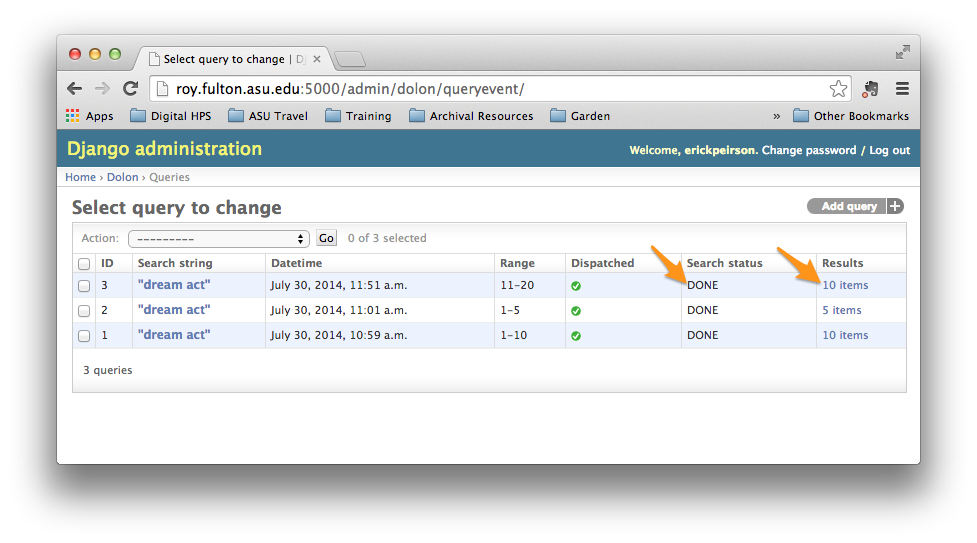 Select query to change | D
roy.fulton.asu.edu:5000/admin/dolon/queryevent/
Apps Digital HPS ASU Travel Training Archival Resources Garden » Other Bookmarks
Django administration Welcome, erickpeirson. Change password / Log out
Home › Dolon › Queries
Select query to change Add query +
Action: --------- Go 0 of 3 selected
ID Search string Datetime Range Dispatched Search status Results
3 "dream act" July 30, 2014, 11:51 a.m. 11-20 DONE 10 items
2 "dream act" July 30, 2014, 11:01 a.m. 1-5 DONE 5 items
1 "dream act" July 30, 2014, 10:59 a.m. 1-10 DONE 10 items
3 queries